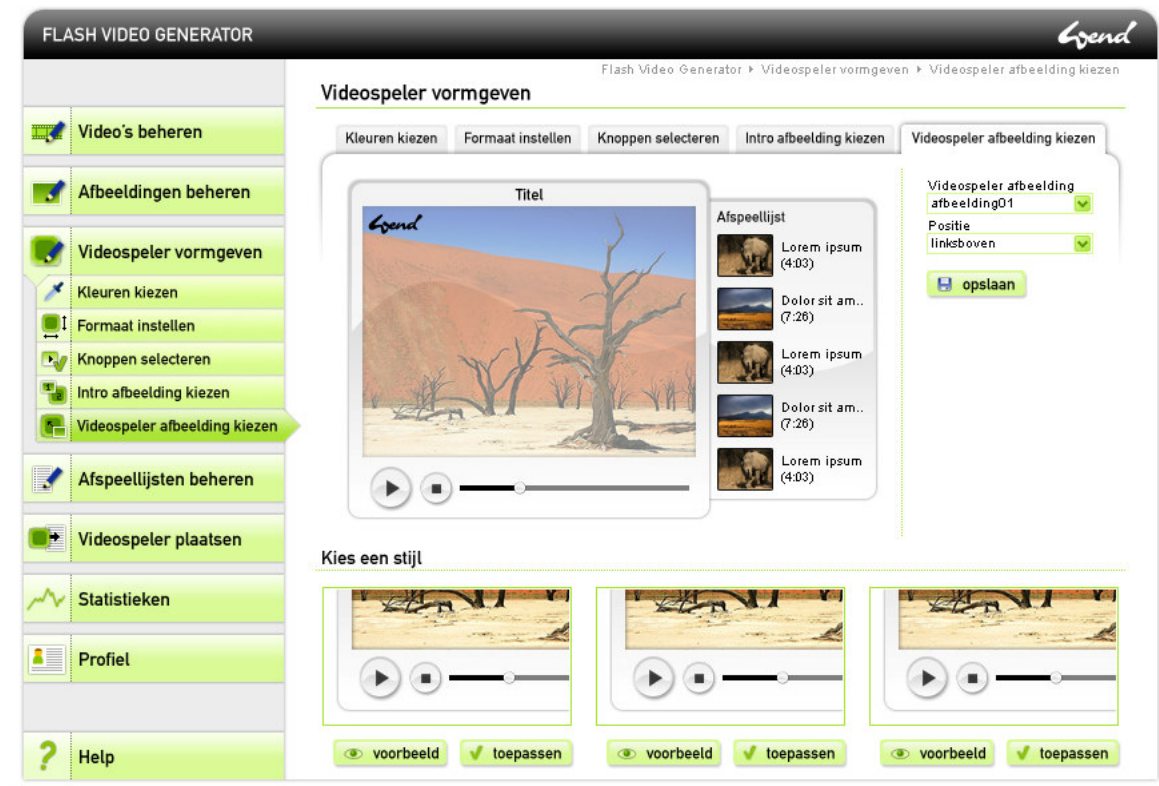 FLASH VIDEO GENERATOR
Wend
Flash Video Generator ▸ Videospeler vormgeven ▸ Videospeler afbeelding kiezen
Videospeler vormgeven
Video's beheren
Afbeeldingen beheren
Videospeler vormgeven
Kleuren kiezen
Formaat instellen
Knoppen selecteren
Intro afbeelding kiezen
Videospeler afbeelding kiezen
Afspeellijsten beheren
Videospeler plaatsen
Statistieken
Profiel
Help
Kleuren kiezen
Formaat instellen
Knoppen selecteren
Intro afbeelding kiezen
Videospeler afbeelding kiezen
Titel
Wend
Afspeellijst
Lorem ipsum
(4:03)
Dolor sit am..
(7:26)
Lorem ipsum
(4:03)
Dolor sit am..
(7:26)
Lorem ipsum
(4:03)
Videospeler afbeelding
afbeelding01
Positie
linksboven
opslaan
Kies een stijl
voorbeeld
toepassen
voorbeeld
toepassen
voorbeeld
toepassen